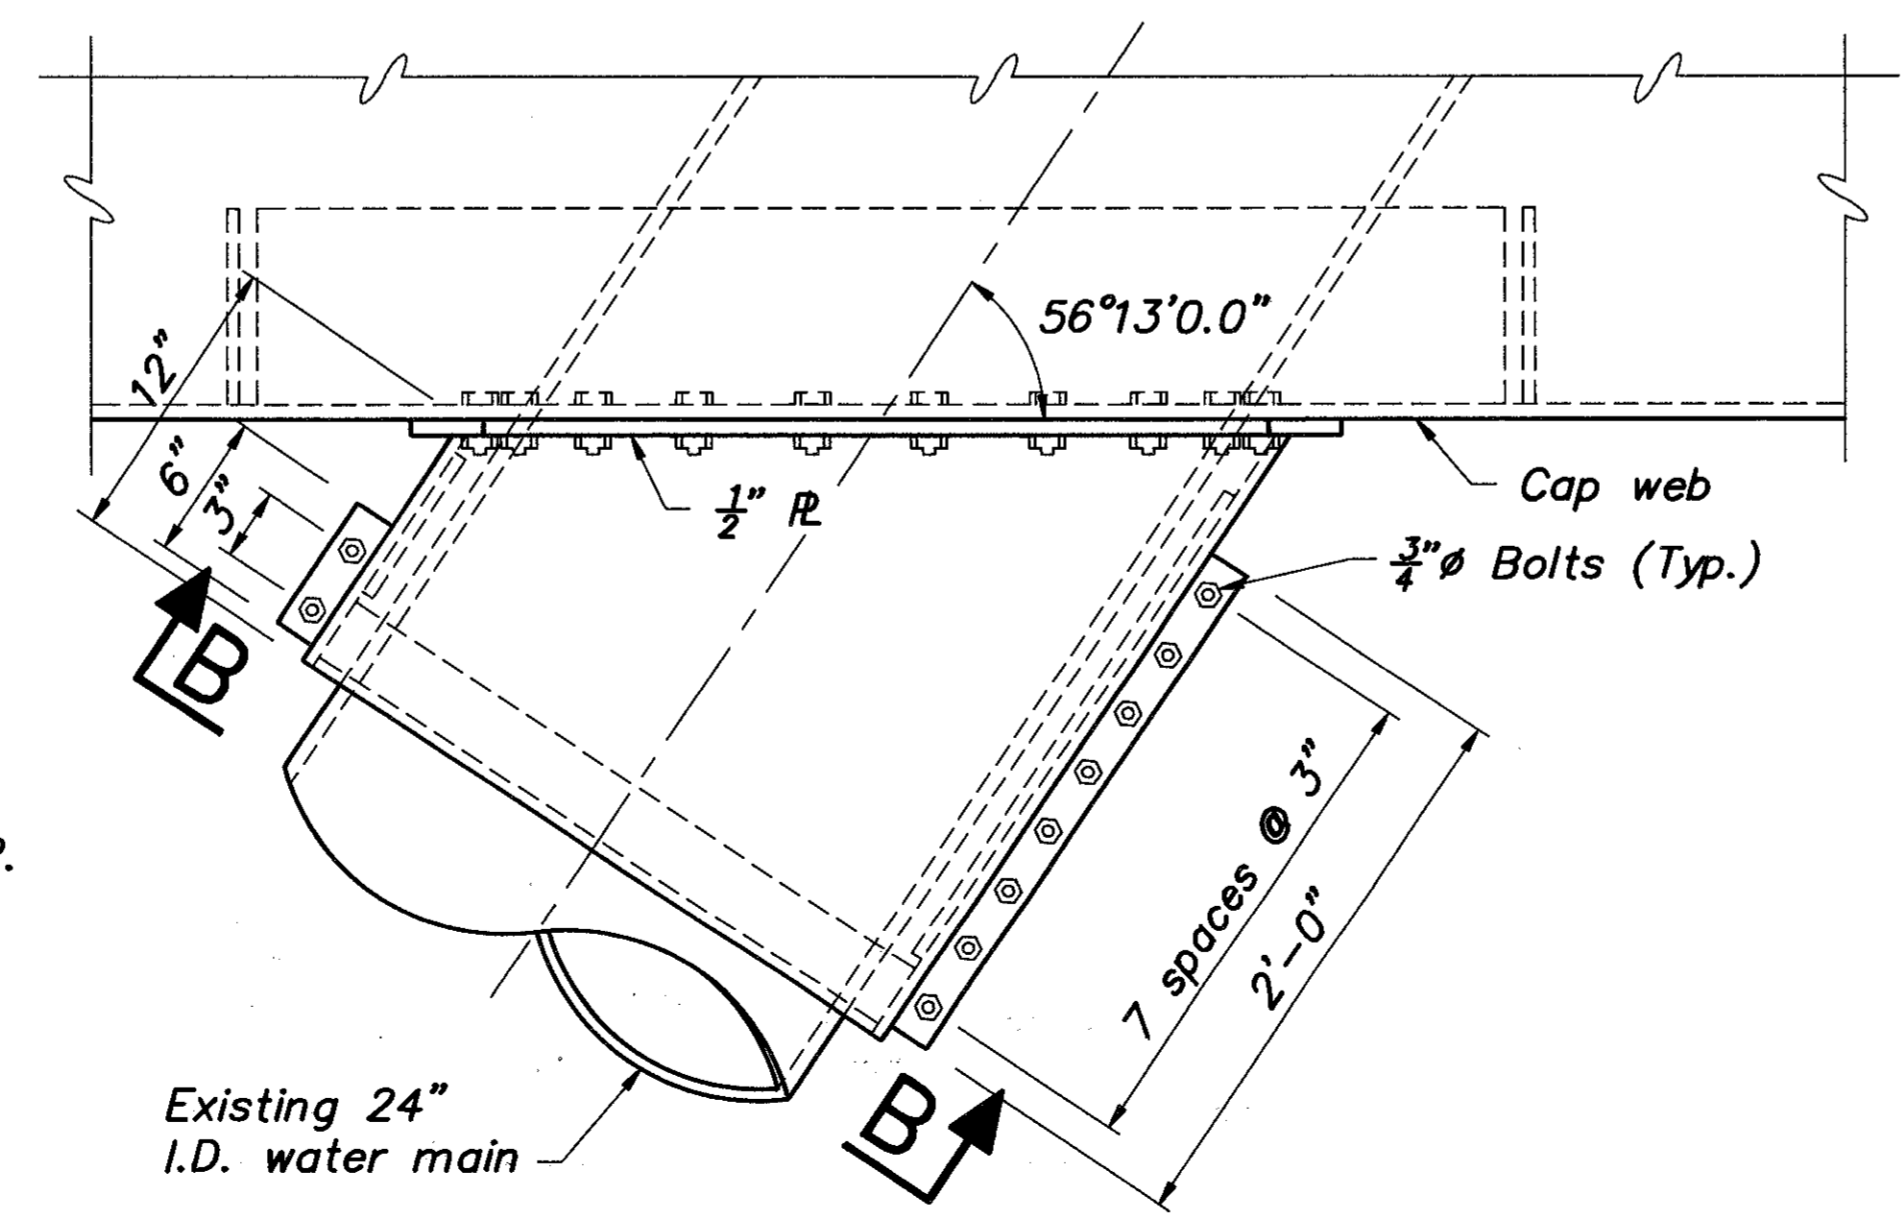 56°13'0.0"
12"
6"
3"
1/2" ℄
Cap web
3/4"ø Bolts (Typ.)
B
7 spaces @ 3"
2'-0"
Existing 24"
I.D. water main
B